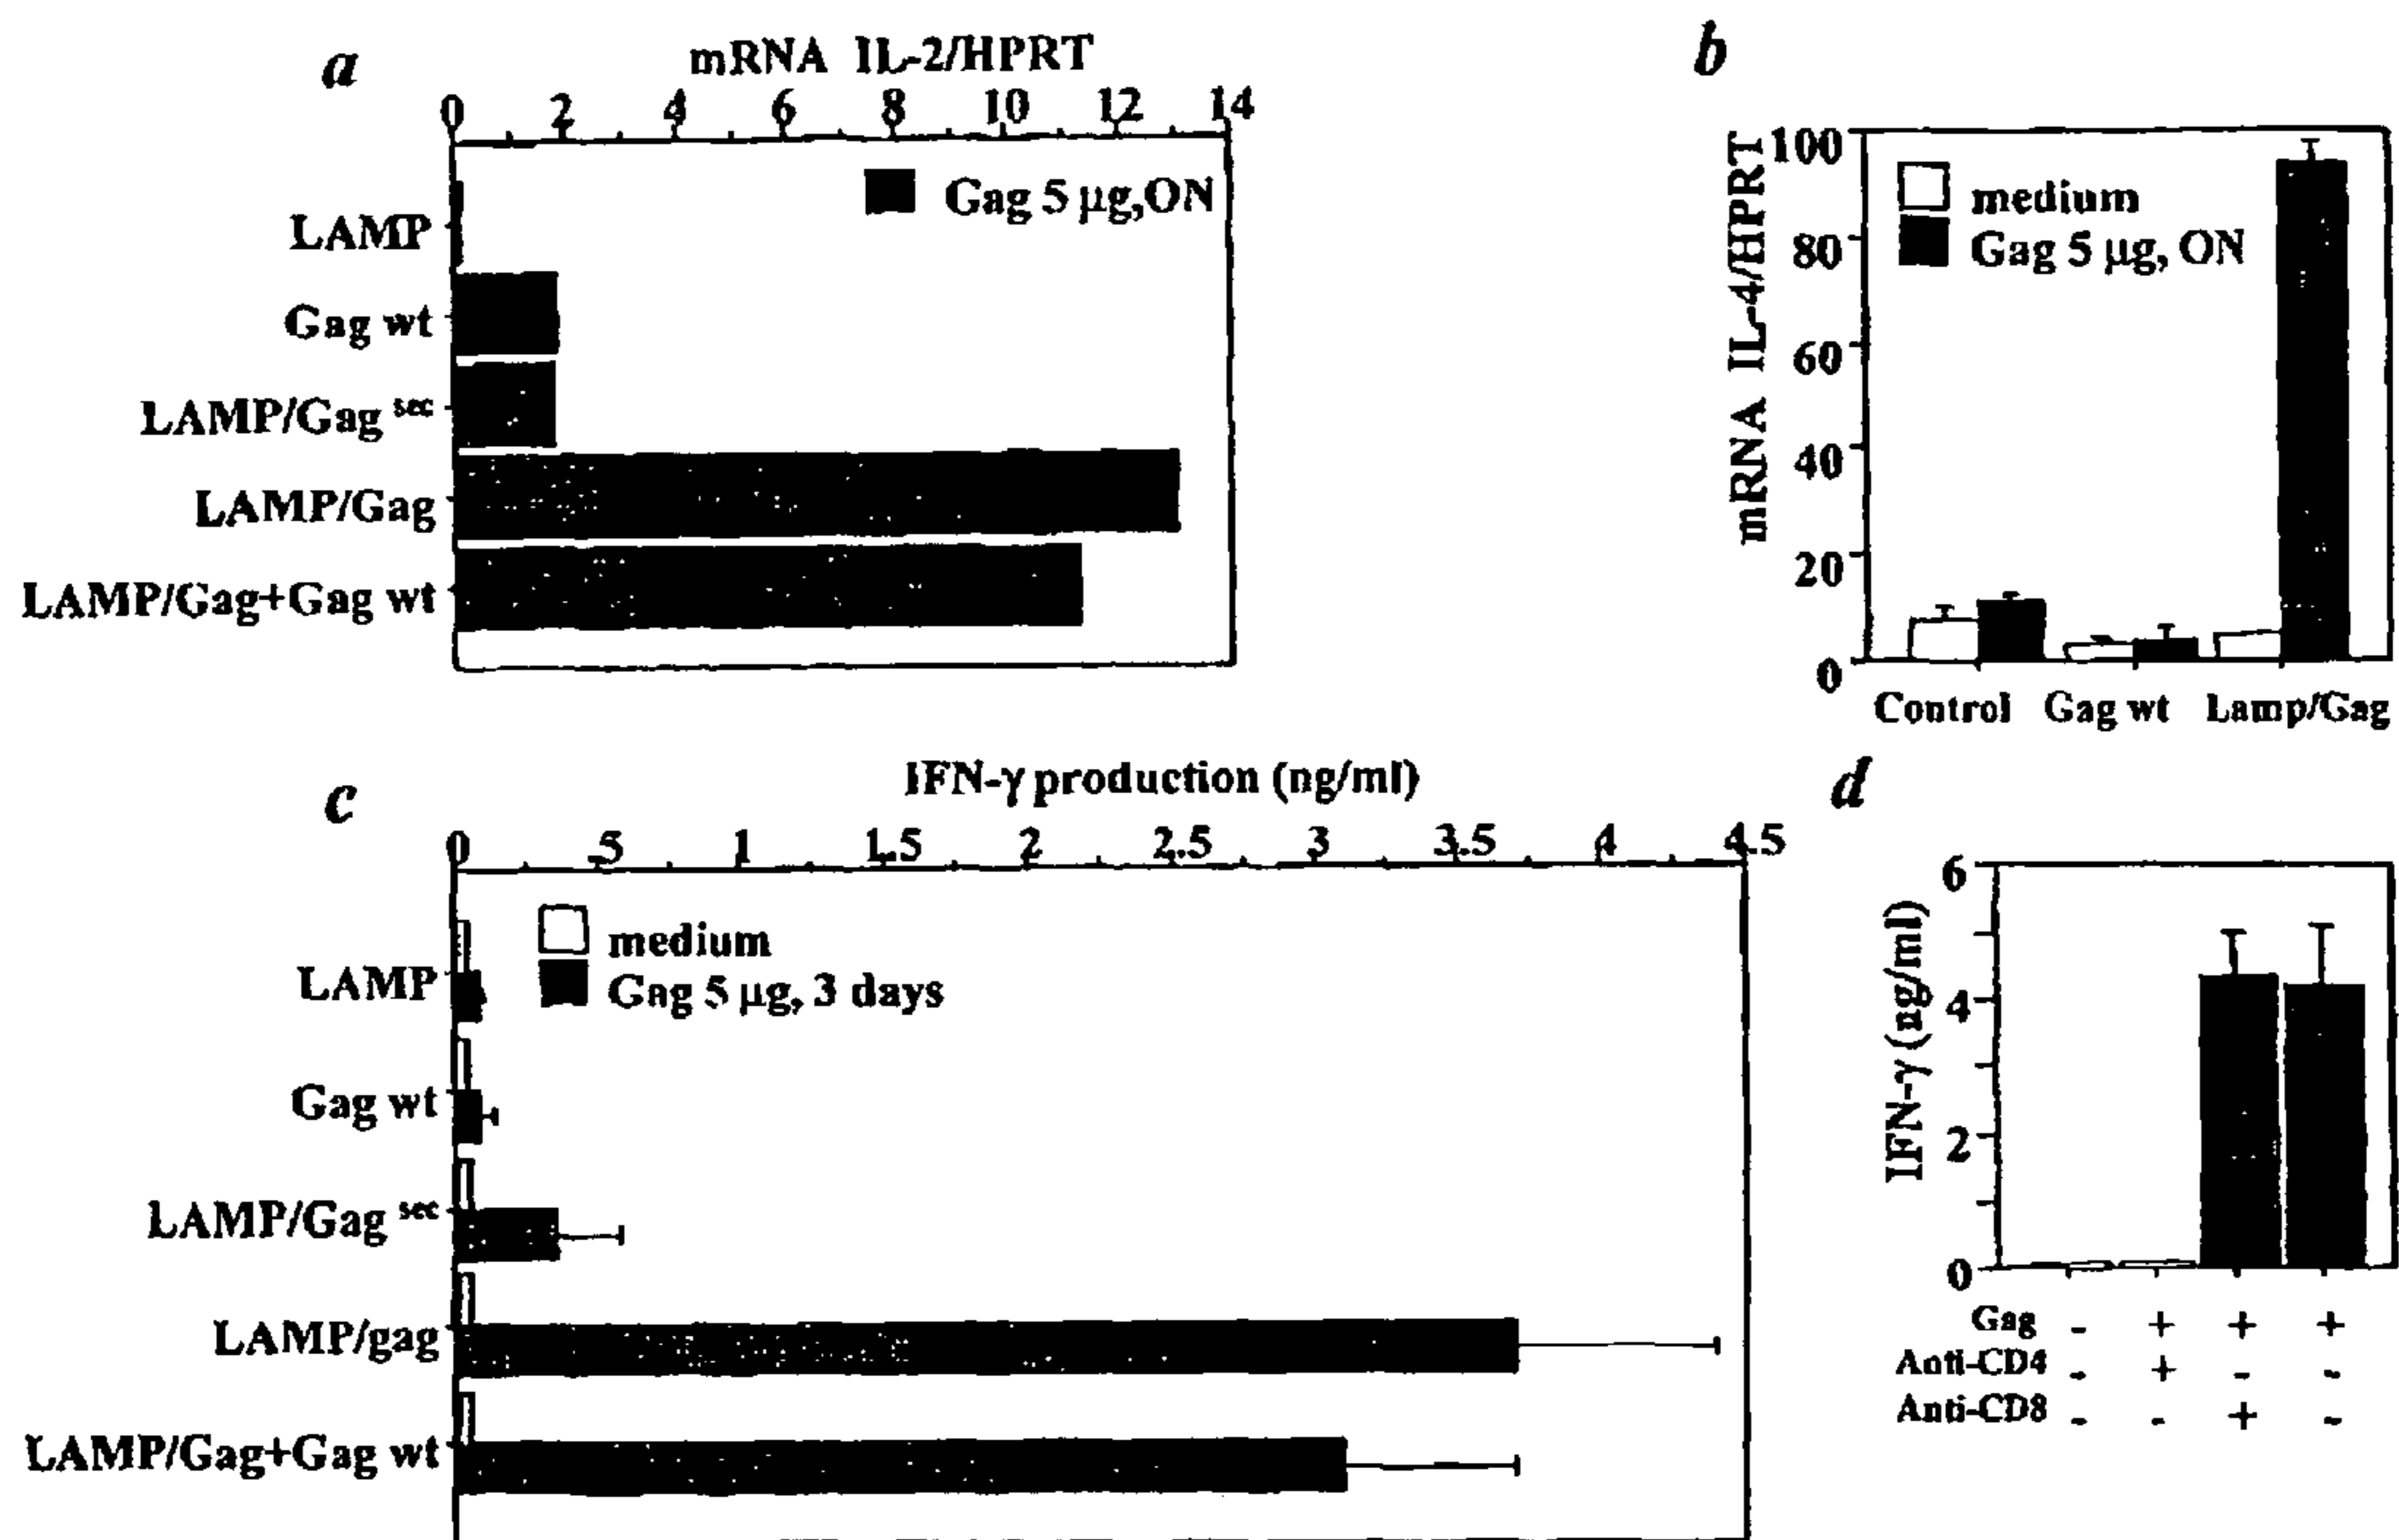 a
mRNA IL-2/HPRT
0 2 4 6 8 10 12 14
Gag 5 µg,ON
LAMP
Gag wt
LAMP/Gag sec
LAMP/Gag
LAMP/Gag+Gag wt
b
mRNA IL-4/HPRT
100
80
60
40
20
0
medium
Gag 5 µg, ON
Control Gag wt Lamp/Gag
c
IFN-γ production (ng/ml)
0 .5 1 1.5 2 2.5 3 3.5 4 4.5
medium
Gag 5 µg, 3 days
LAMP
Gag wt
LAMP/Gag sec
LAMP/gag
LAMP/Gag+Gag wt
d
IFN-γ (ng/ml)
6
4
2
0
Gag - + + +
Anti-CD4 - + - -
Anti-CD8 - - + -